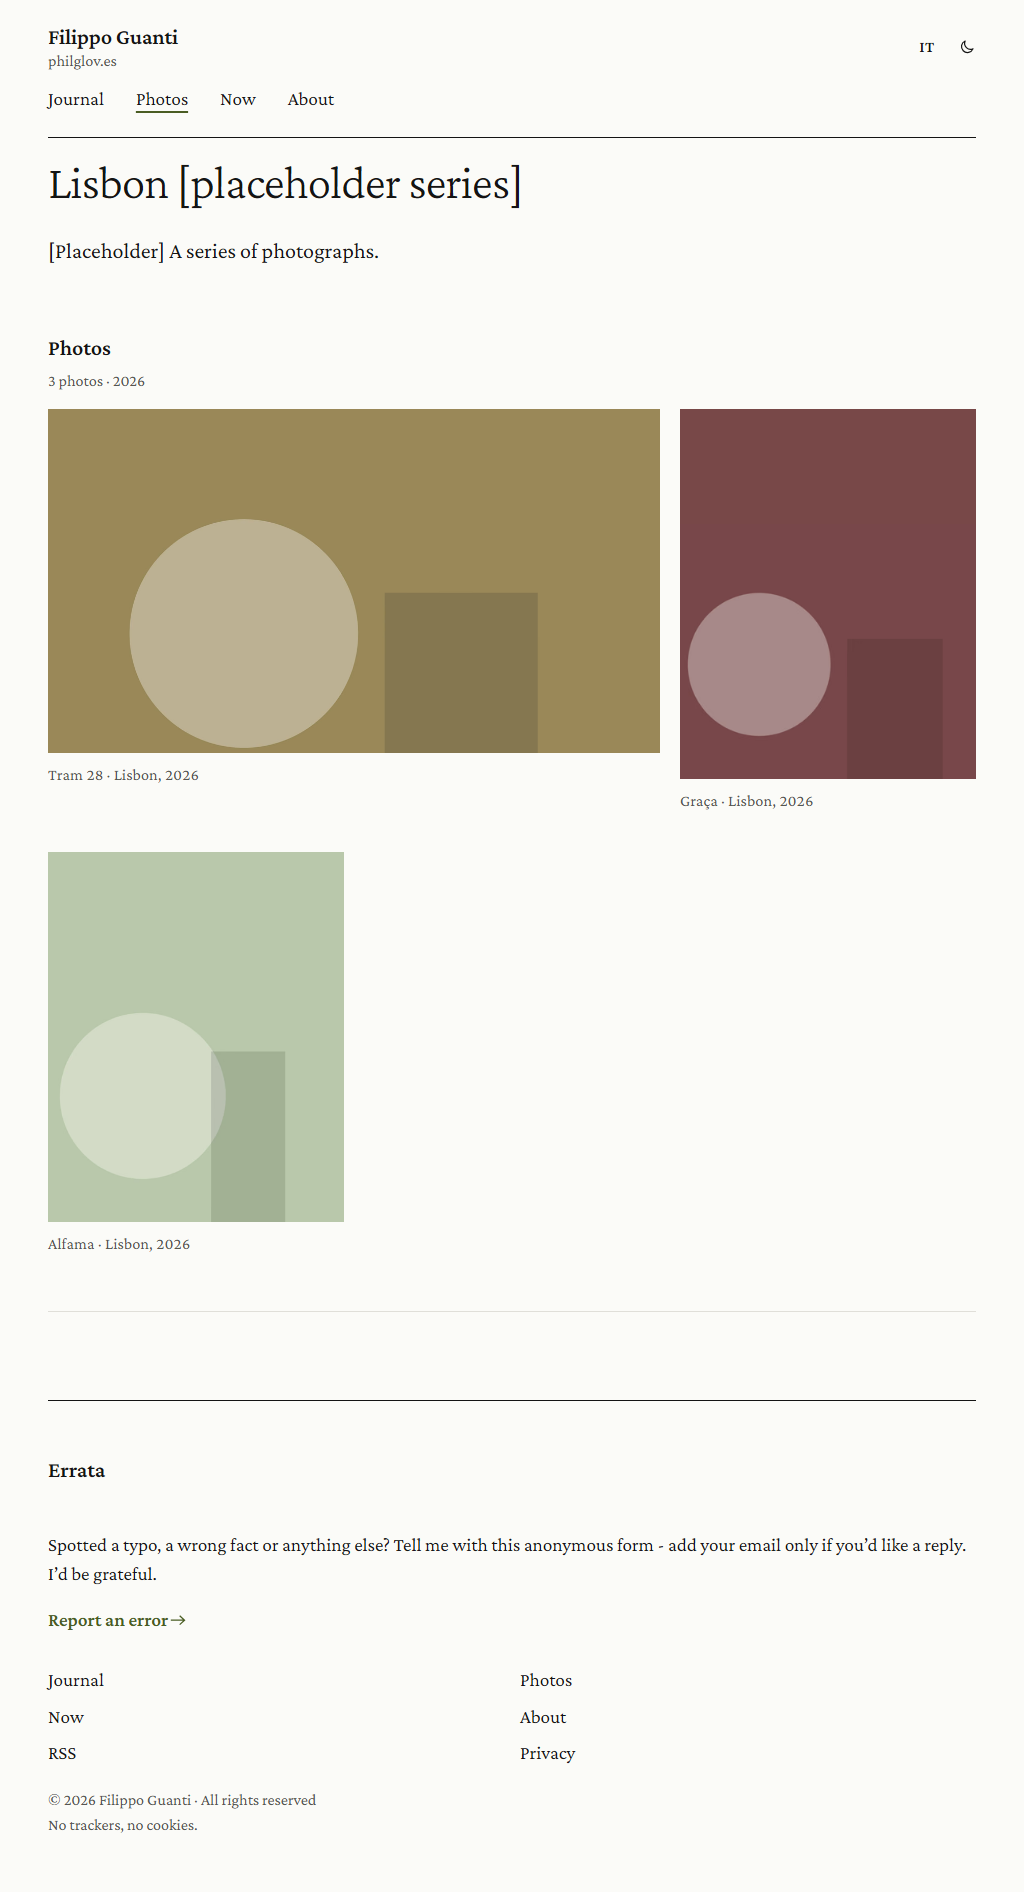 Filippo Guanti
philglov.es
IT
Journal
Photos
Now
About
Lisbon [placeholder series]
[Placeholder] A series of photographs.
Photos
3 photos · 2026
Tram 28 · Lisbon, 2026
Graça · Lisbon, 2026
Alfama · Lisbon, 2026
Errata
Spotted a typo, a wrong fact or anything else? Tell me with this anonymous form - add your email only if you’d like a reply.
I’d be grateful.
Report an error→
Journal
Photos
Now
About
RSS
Privacy
© 2026 Filippo Guanti · All rights reserved
No trackers, no cookies.